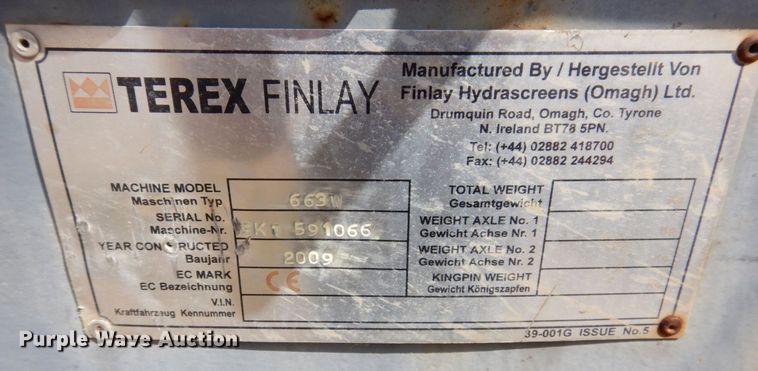 TEREX FINLAY
Manufactured By / Hergestellt Von
Finlay Hydrascreens (Omagh) Ltd.
Drumquin Road, Omagh, Co. Tyrone
N. Ireland BT78 5PN.
Tel: (+44) 02882 418700
Fax: (+44) 02882 244294
MACHINE MODEL
Maschinen Typ
SERIAL No.
Maschine-Nr.
591066
YEAR CONSTRUCTED
Baujahr
2009
EC MARK
EC Bezeichnung
CE
V.I.N.
Kraftfahrzeug Kennummer
TOTAL WEIGHT
Gesamtgewicht
WEIGHT AXLE No. 1
Gewicht Achse Nr. 1
WEIGHT AXLE No. 2
Gewicht Achse Nr. 2
KINGPIN WEIGHT
Gewicht Königszapfen
39-001G ISSUE No.5
Purple Wave Auction